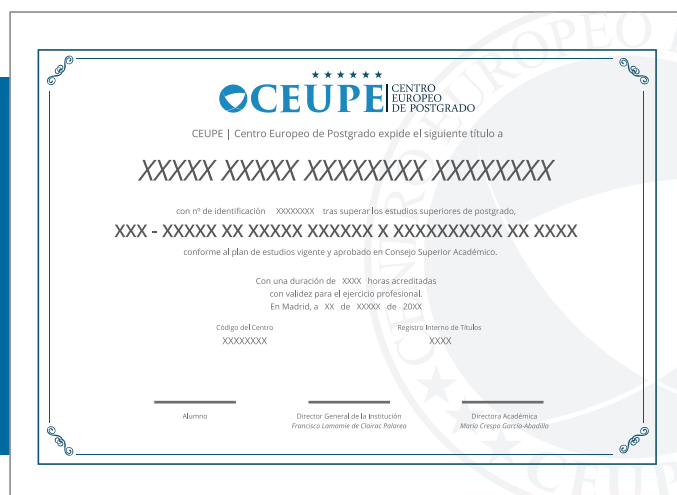 CEUPE
CENTRO
EUROPEO
DE POSTGRADO
CEUPE | Centro Europeo de Postgrado expide el siguiente título a
XXXXX XXXXX XXXXXXXX XXXXXXXX
con nº de identificación XXXXXXXX tras superar los estudios superiores de postgrado,
XXX - XXXXX XX XXXXX XXXXXX X XXXXXXXXXX XX XXXX
conforme al plan de estudios vigente y aprobado en Consejo Superior Académico.
Con una duración de XXXX horas acreditadas
con validez para el ejercicio profesional.
En Madrid, a XX de XXXXX de 20XX
Código del Centro
XXXXXXXX
Registro Interno de Títulos
XXXX
Alumno
Director General de la Institución
Francisco Lamamie de Clairac Palarea
Directora Académica
María Crespo García-Abadillo
CENTRO EUROPEO
CEUP